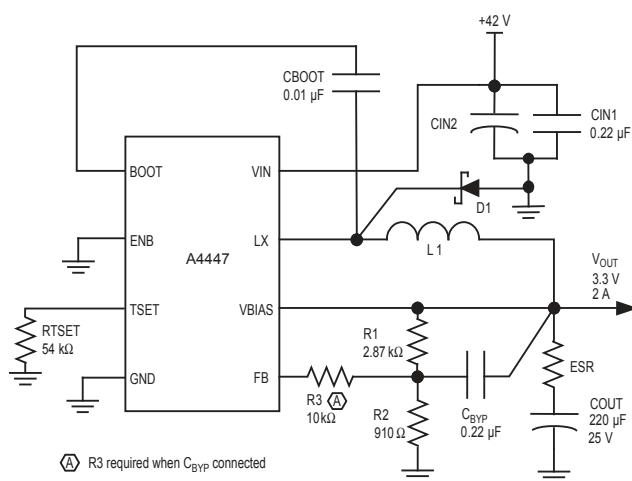 +42 V
CBOOT
0.01 µF
CIN2
CIN1
0.22 µF
BOOT
VIN
D1
ENB
A4447
LX
L1
VOUT
3.3 V
2 A
TSET
VBIAS
RTSET
54 kΩ
R1
2.87 kΩ
ESR
GND
FB
R3
10 kΩ
A
R2
910 Ω
CBYP
0.22 µF
COUT
220 µF
25 V
A R3 required when CBYP connected